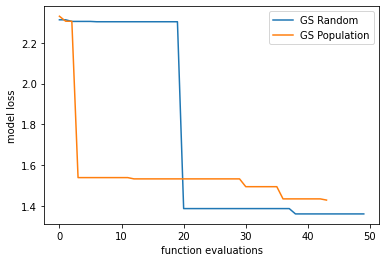 GS Random
GS Population
2.2
2.0
1.8
1.6
1.4
model loss
0 10 20 30 40 50
function evaluations